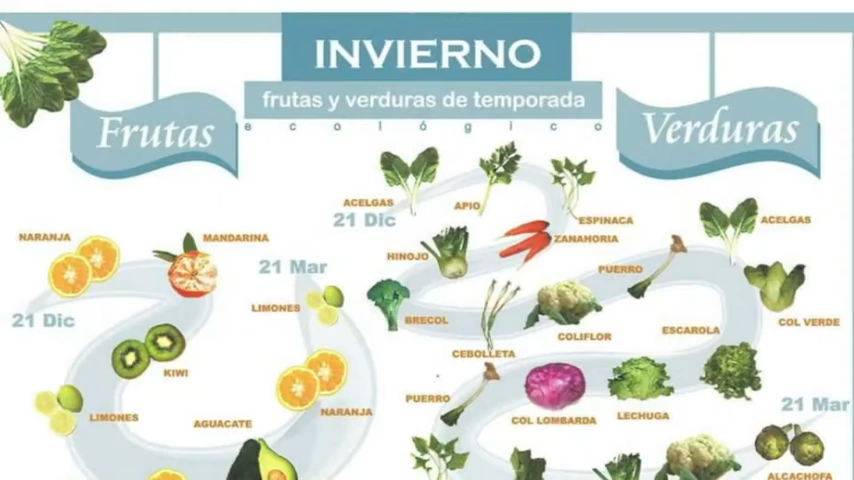 INVIERNO
frutas y verduras de temporada
ecológico
Frutas
Verduras
NARANJA
MANDARINA
21 Dic
21 Mar
LIMONES
KIWI
LIMONES
AGUACATE
NARANJA
ACELGAS
21 Dic
APIO
ESPINACA
ZANAHORIA
HINOJO
PUERRO
ACELGAS
BRECOL
COL VERDE
COLIFLOR
ESCAROLA
CEBOLLETA
PUERRO
COL LOMBARDA
LECHUGA
21 Mar
ALCACHOFA